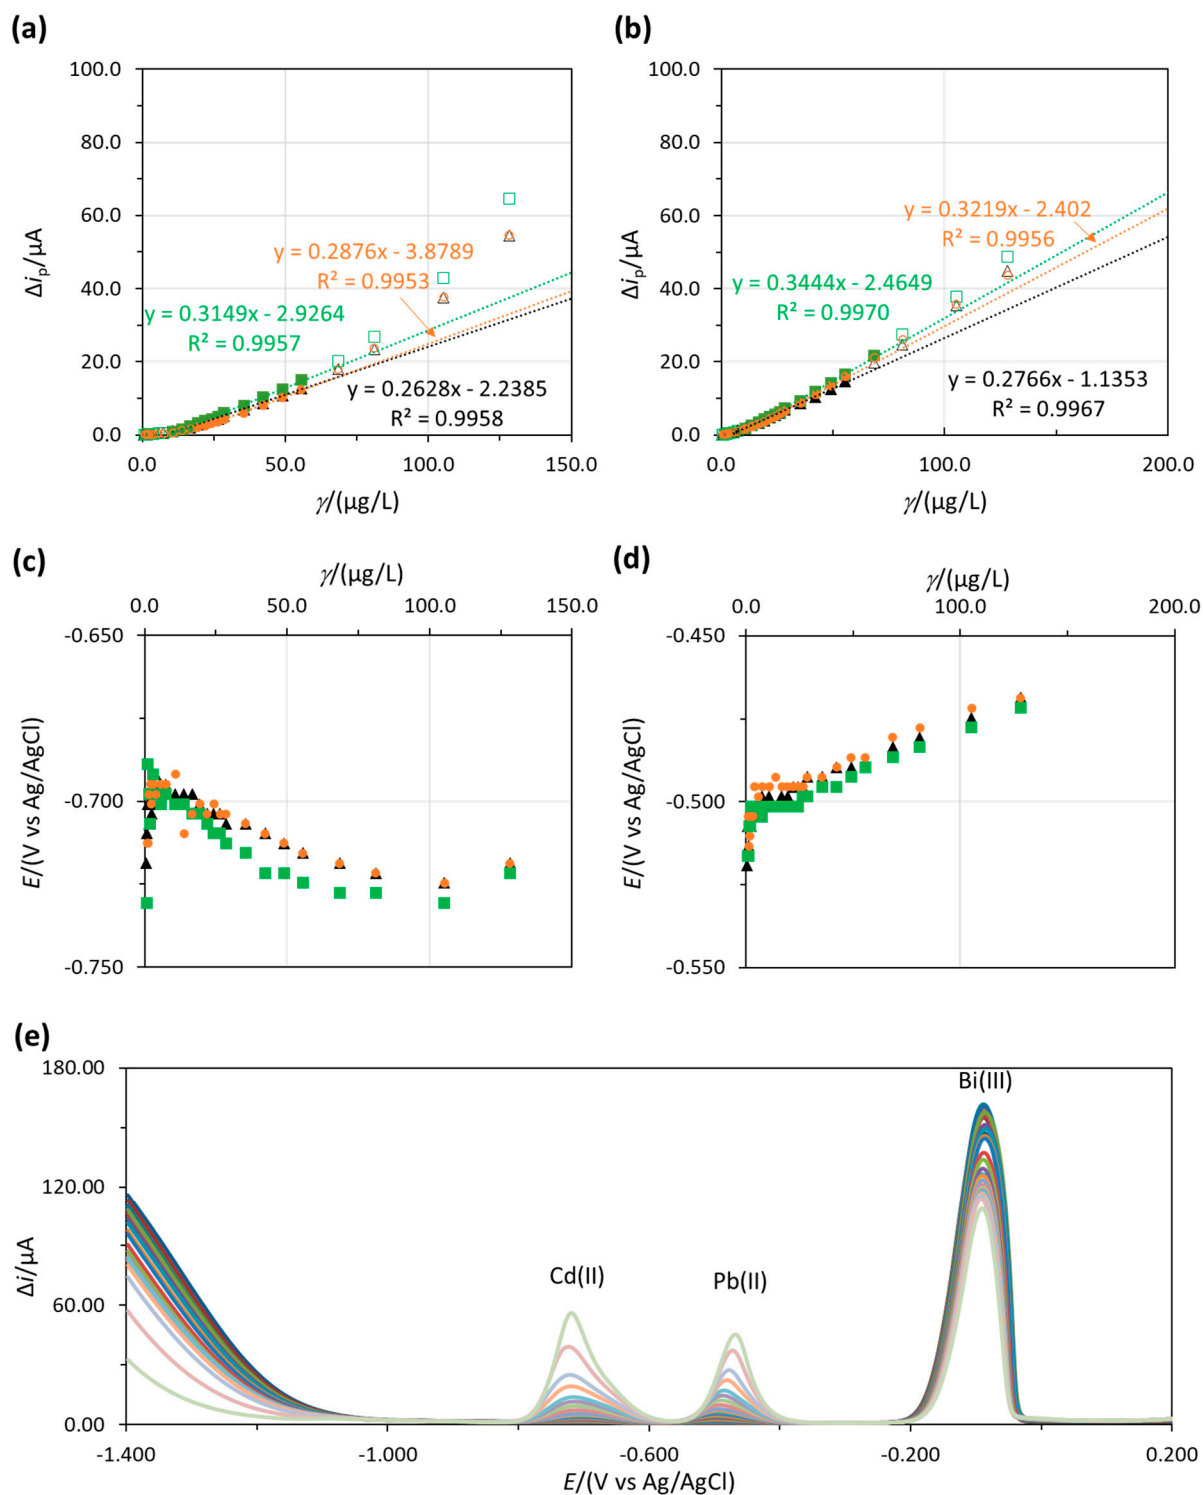 (a)
100.0
80.0
60.0
40.0
20.0
0.0
Δip/µA
y = 0.2876x - 3.8789
R² = 0.9953
y = 0.3149x - 2.9264
R² = 0.9957
y = 0.2628x - 2.2385
R² = 0.9958
0.0
50.0
100.0
150.0
γ/(µg/L)
(b)
100.0
80.0
60.0
40.0
20.0
0.0
Δip/µA
y = 0.3219x - 2.402
R² = 0.9956
y = 0.3444x - 2.4649
R² = 0.9970
y = 0.2766x - 1.1353
R² = 0.9967
0.0
100.0
200.0
γ/(µg/L)
(c)
γ/(µg/L)
0.0
50.0
100.0
150.0
-0.650
-0.700
-0.750
E/(V vs Ag/AgCl)
(d)
γ/(µg/L)
0.0
100.0
200.0
-0.450
-0.500
-0.550
E/(V vs Ag/AgCl)
(e)
180.00
120.00
60.00
0.00
Δi/µA
Cd(II)
Pb(II)
Bi(III)
-1.400
-1.000
-0.600
-0.200
0.200
E/(V vs Ag/AgCl)